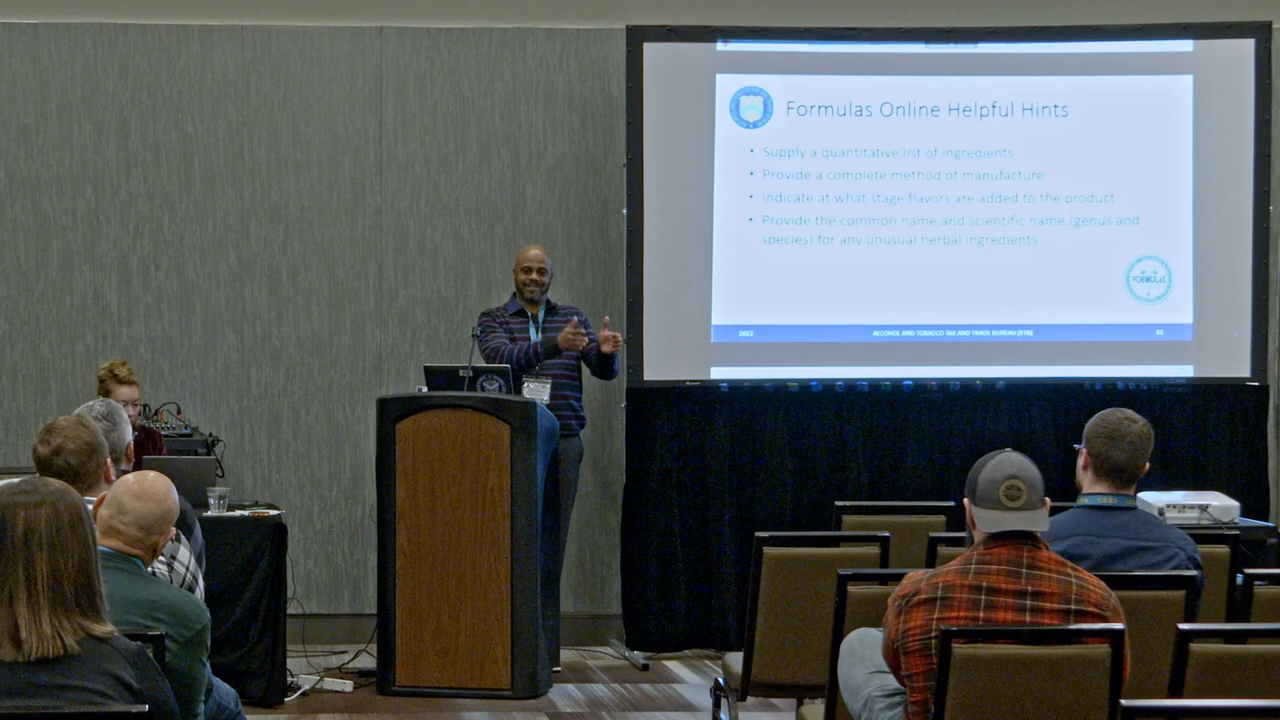 Formulas Online Helpful Hints
• Supply a quantitative list of ingredients
• Provide a complete method of manufacture
• Indicate at what stage flavors are added to the product
• Provide the common name and scientific name (genus and
species) for any unusual herbal ingredients
FORMULAS
2022 ALCOHOL AND TOBACCO TAX AND TRADE BUREAU (TTB) 32